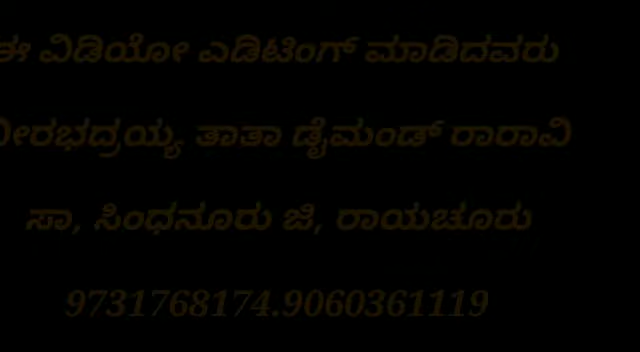 ಈ ವಿಡಿಯೋ ಎಡಿಟಿಂಗ್ ಮಾಡಿದವರು
ವೀರಭದ್ರಯ್ಯ ತಾತಾ ಡೈಮಂಡ್ ರಾರಾವಿ
ಸಾ, ಸಿಂಧನೂರು ಜಿ, ರಾಯಚೂರು
9731768174.9060361119